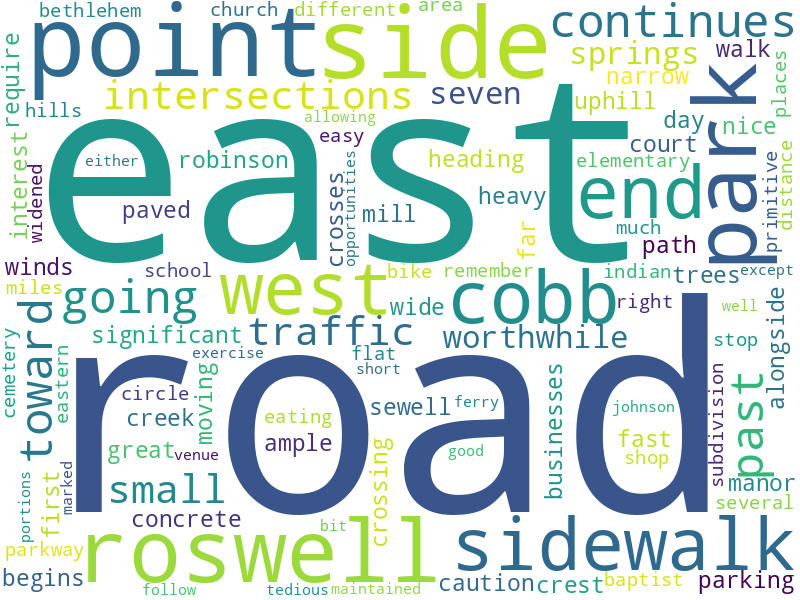 bethlehem
church
different
area
point
side
continues
require
intersections
seven
springs
walk
narrow
places
hills
allowing
uphill
park
east
easy
day
nice
interest
widened
either
robinson
opportunities
heading
elementary
court
distance
primitive
paved
crosses
mill
heavy
end
much
far
path
winds
school
bike
remember
indian
trees
except
miles
going
west
wide
cobb
right
well
toward
significant
traffic
worthwhile
stop
alongside
cemetery
eastern
exercise
flat
short
road
circle
moving
sewell
ferry
johnson
subdivision
past
creek
eating
ample
good
businesses
fast
shop
great
venue
crossing
manor
small
several
portions
marked
first
concrete
roswell
bit
sidewalk
parkway
begins
follow
tedious
maintained
caution
crest
baptist
parking